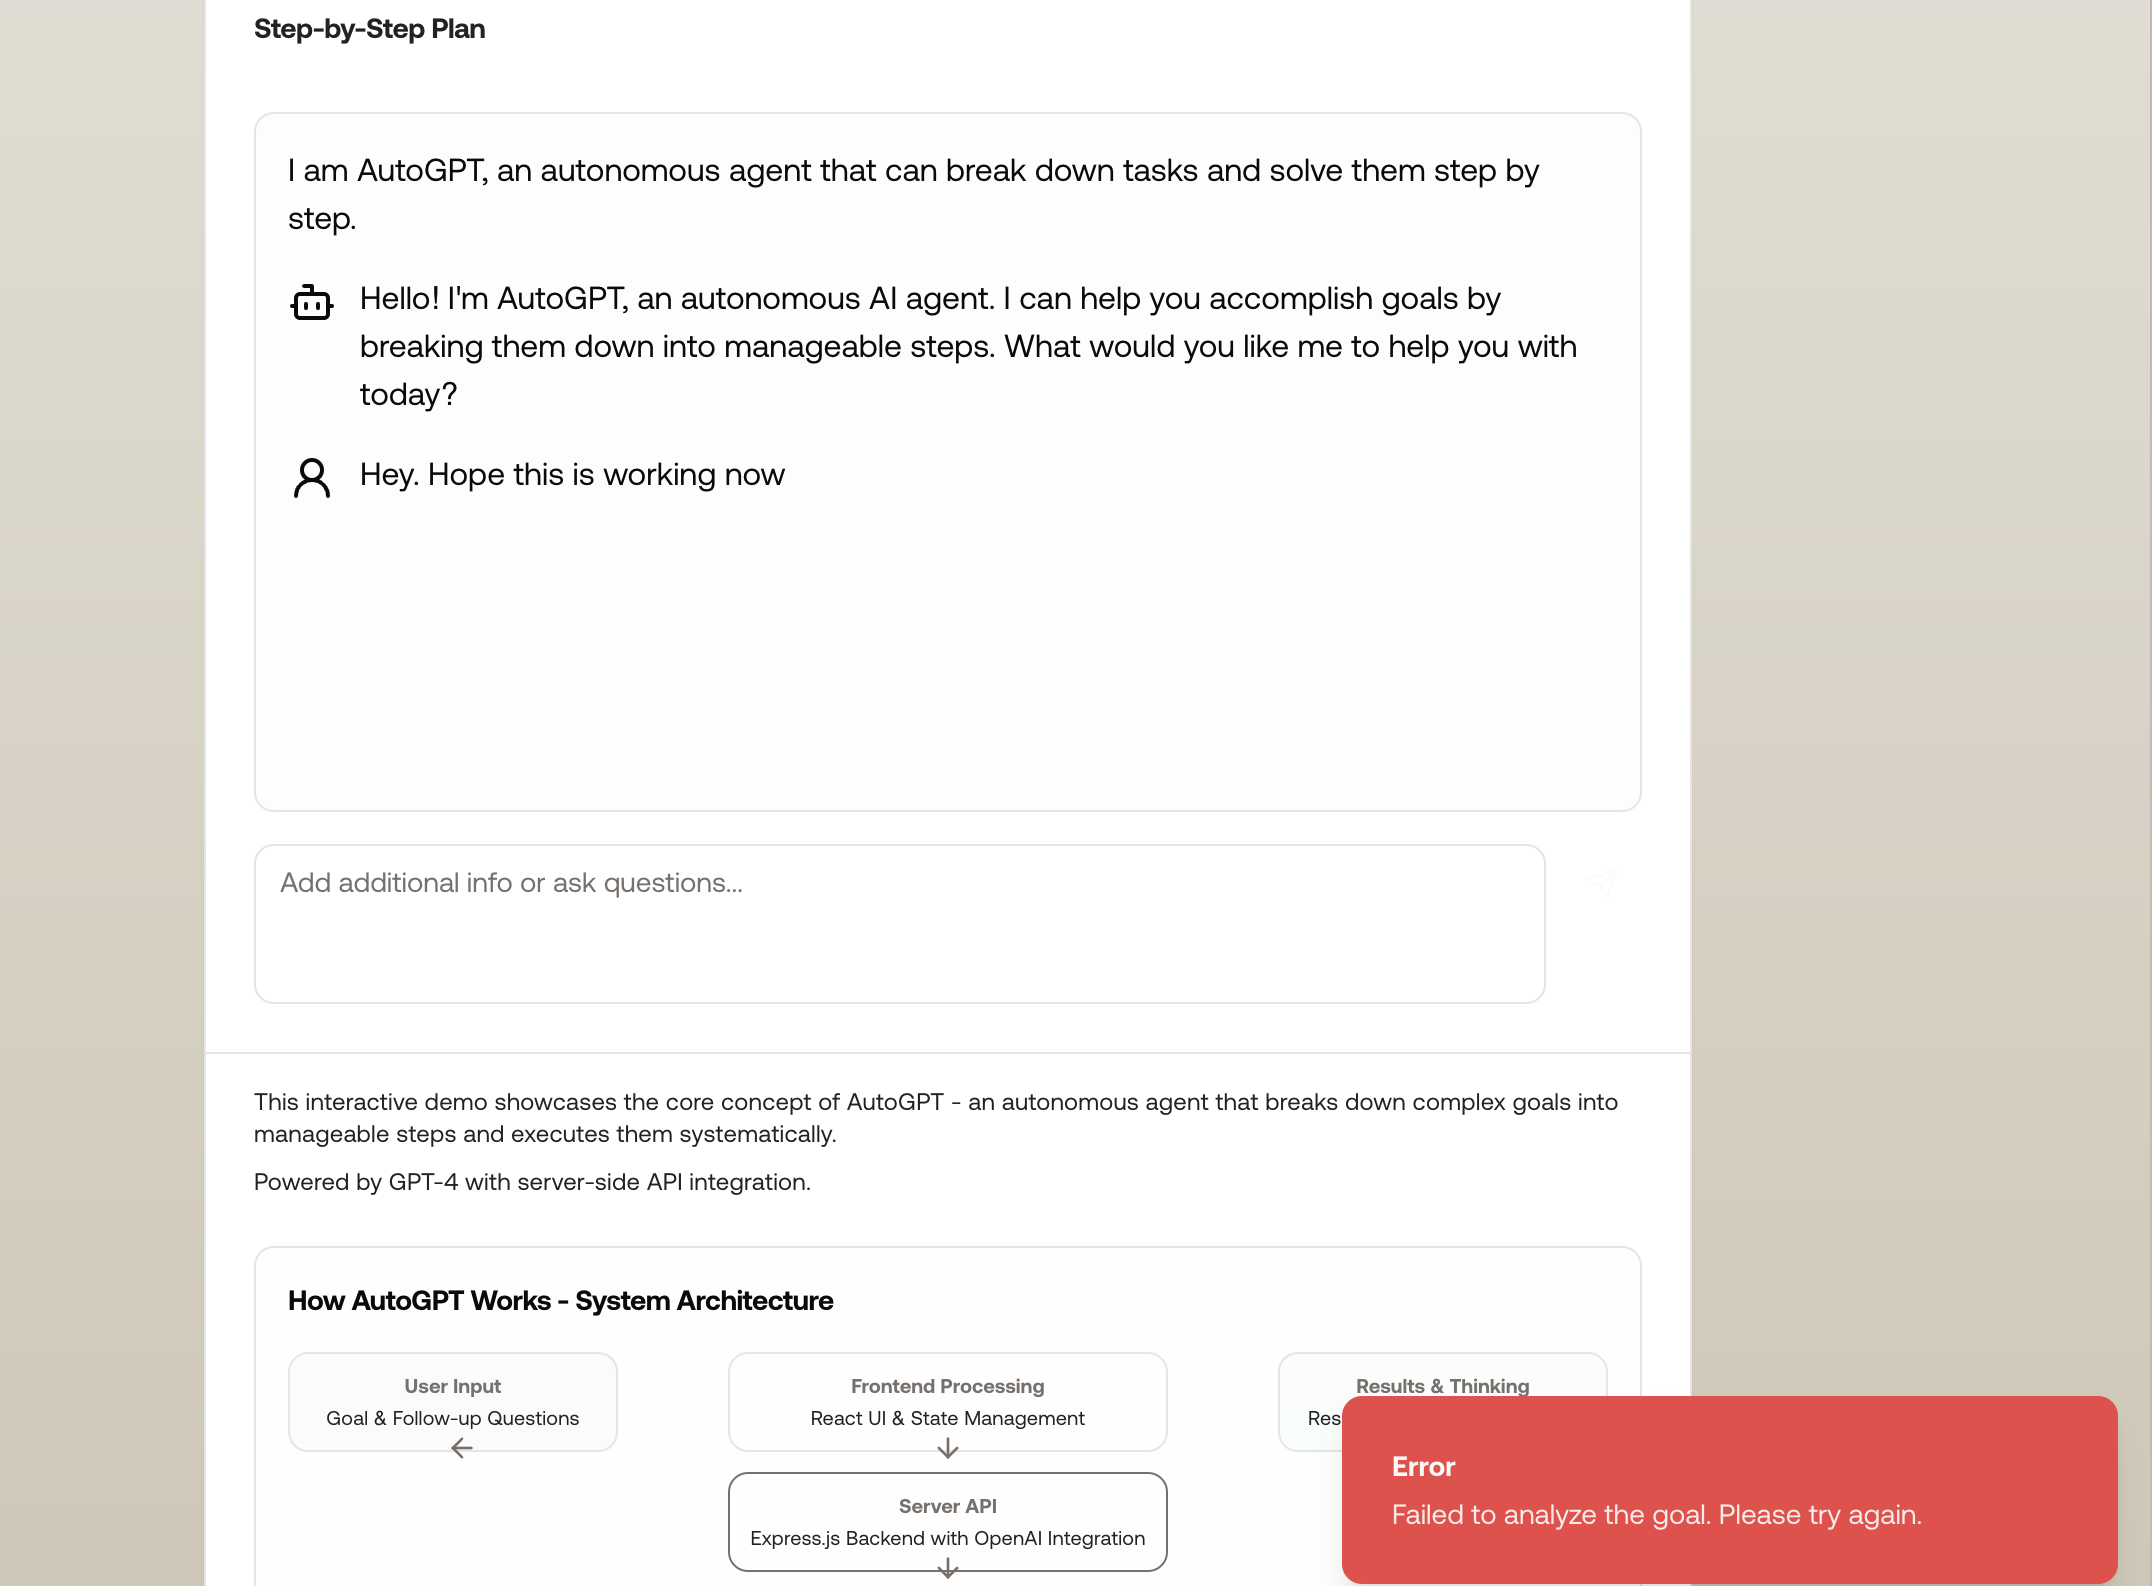 Step-by-Step Plan
I am AutoGPT, an autonomous agent that can break down tasks and solve them step by
step.
Hello! I'm AutoGPT, an autonomous AI agent. I can help you accomplish goals by
breaking them down into manageable steps. What would you like me to help you with
today?
Hey. Hope this is working now
Add additional info or ask questions...
This interactive demo showcases the core concept of AutoGPT - an autonomous agent that breaks down complex goals into
manageable steps and executes them systematically.
Powered by GPT-4 with server-side API integration.
How AutoGPT Works - System Architecture
User Input
Goal & Follow-up Questions
Frontend Processing
React UI & State Management
Results & Thinking
Server API
Express.js Backend with OpenAI Integration
Error
Failed to analyze the goal. Please try again.